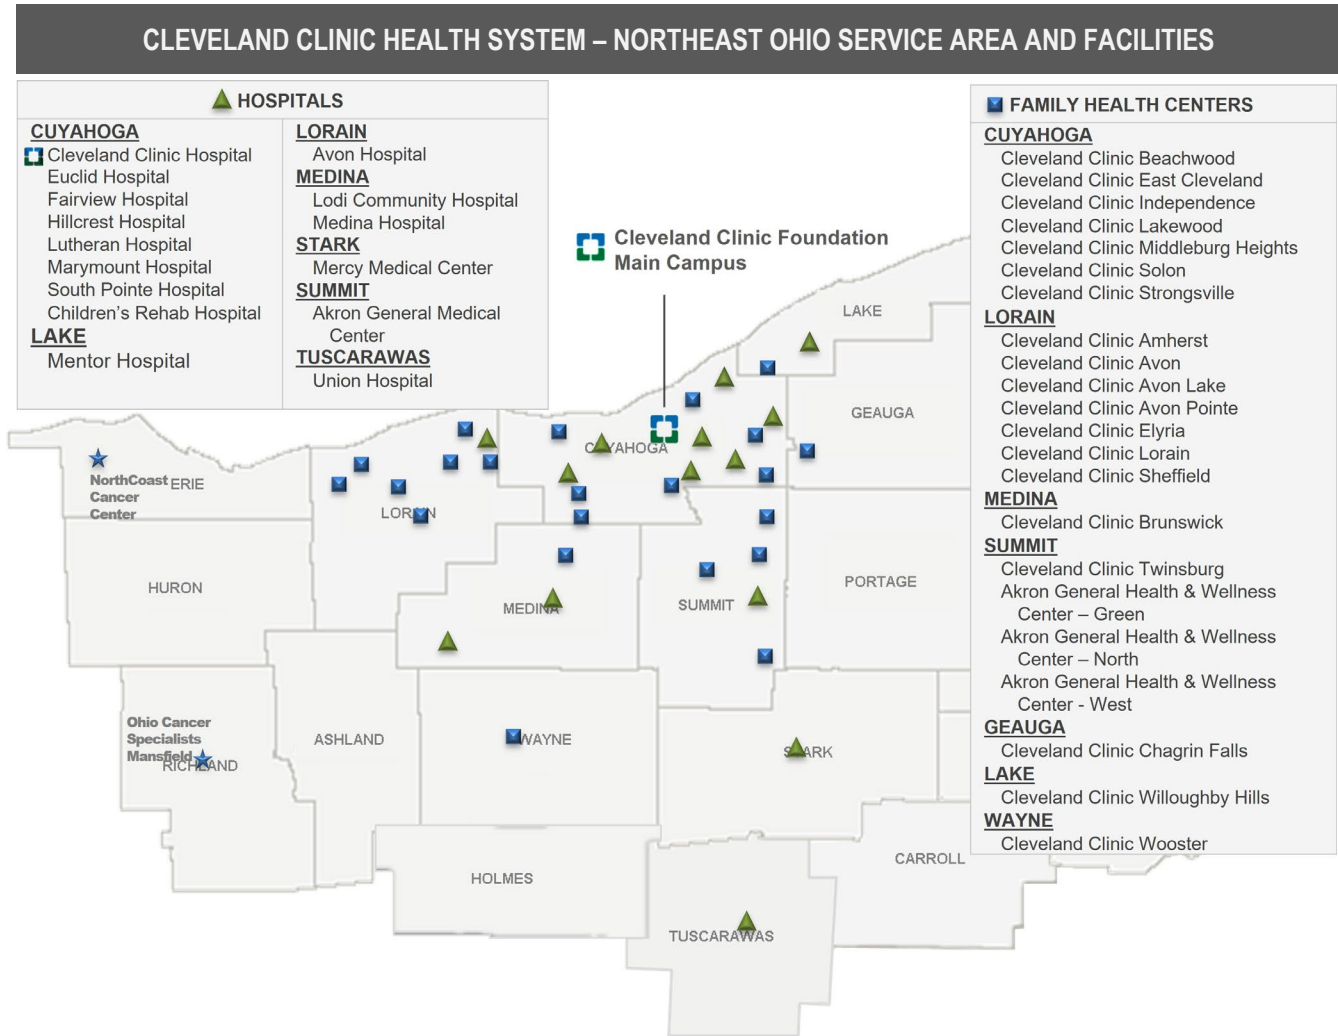 CLEVELAND CLINIC HEALTH SYSTEM – NORTHEAST OHIO SERVICE AREA AND FACILITIES
HOSPITALS
CUYAHOGA
Cleveland Clinic Hospital
Euclid Hospital
Fairview Hospital
Hillcrest Hospital
Lutheran Hospital
Marymount Hospital
South Pointe Hospital
Children's Rehab Hospital
LAKE
Mentor Hospital
LORAIN
Avon Hospital
MEDINA
Lodi Community Hospital
Medina Hospital
STARK
Mercy Medical Center
SUMMIT
Akron General Medical
Center
TUSCARAWAS
Union Hospital
FAMILY HEALTH CENTERS
CUYAHOGA
Cleveland Clinic Beachwood
Cleveland Clinic East Cleveland
Cleveland Clinic Independence
Cleveland Clinic Lakewood
Cleveland Clinic Middleburg Heights
Cleveland Clinic Solon
Cleveland Clinic Strongsville
LORAIN
Cleveland Clinic Amherst
Cleveland Clinic Avon
Cleveland Clinic Avon Lake
Cleveland Clinic Avon Pointe
Cleveland Clinic Elyria
Cleveland Clinic Lorain
Cleveland Clinic Sheffield
MEDINA
Cleveland Clinic Brunswick
SUMMIT
Cleveland Clinic Twinsburg
Akron General Health & Wellness
Center – Green
Akron General Health & Wellness
Center – North
Akron General Health & Wellness
Center - West
GEAUGA
Cleveland Clinic Chagrin Falls
LAKE
Cleveland Clinic Willoughby Hills
WAYNE
Cleveland Clinic Wooster
Cleveland Clinic Foundation
Main Campus
LAKE
GEAUGA
CUYAHOGA
NorthCoast
Cancer
Center
ERIE
LORAIN
HURON
MEDINA
SUMMIT
PORTAGE
Ohio Cancer
Specialists
Mansfield
RICHLAND
ASHLAND
WAYNE
STARK
HOLMES
CARROLL
TUSCARAWAS